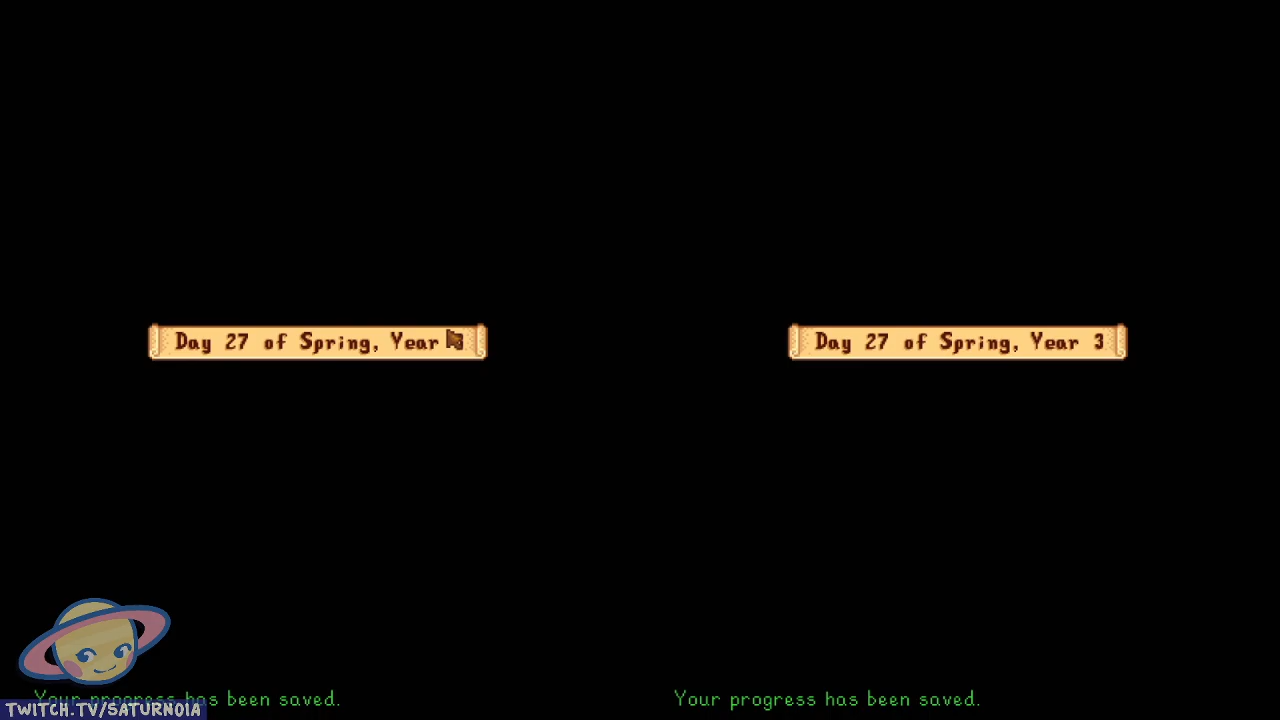 Day 27 of Spring, Year
Day 27 of Spring, Year 3
Your progress has been saved.
Your progress has been saved.
TWITCH.TV/SATURN01A